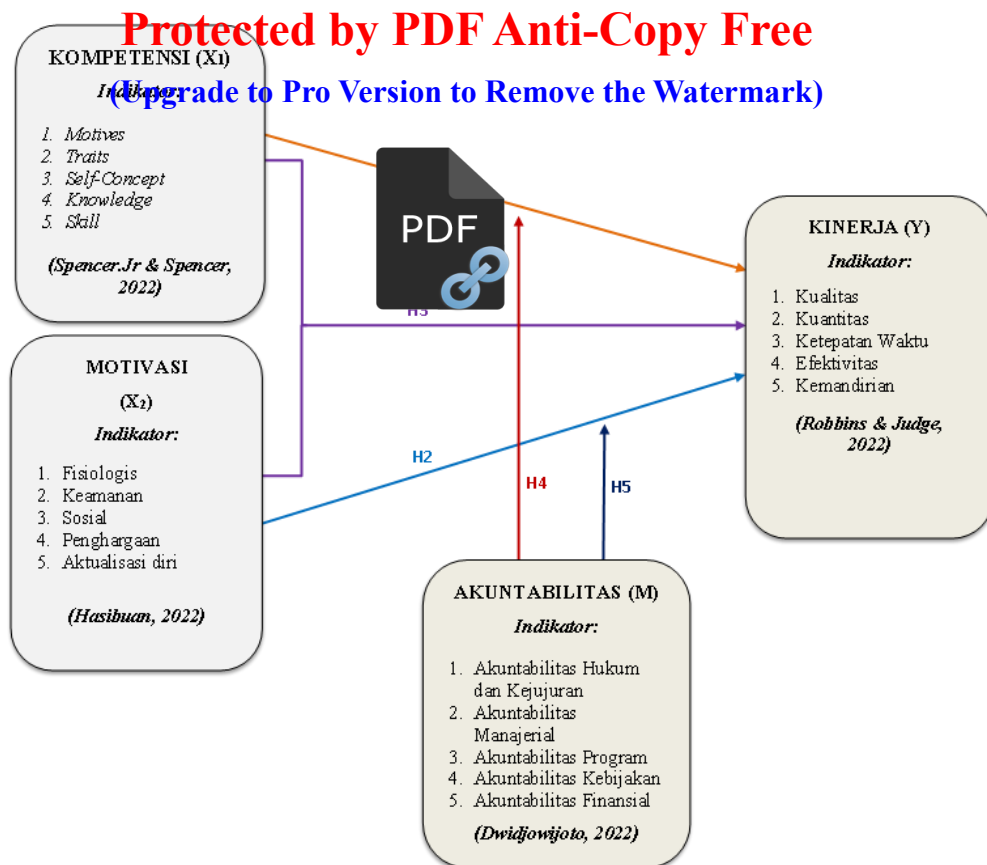 Protected by PDF Anti-Copy Free
(Upgrade to Pro Version to Remove the Watermark)
KOMPETENSI (X1)
Indikator:
1. Motives
2. Traits
3. Self-Concept
4. Knowledge
5. Skill
(Spencer.Jr & Spencer,
2022)
PDF
H3
MOTIVASI
(X2)
Indikator:
1. Fisiologis
2. Keamanan
3. Sosial
4. Penghargaan
5. Aktualisasi diri
(Hasibuan, 2022)
H2
H4
H5
KINERJA (Y)
Indikator:
1. Kualitas
2. Kuantitas
3. Ketepatan Waktu
4. Efektivitas
5. Kemandirian
(Robbins & Judge,
2022)
AKUNTABILITAS (M)
Indikator:
1. Akuntabilitas Hukum
dan Kejujuran
2. Akuntabilitas
Manajerial
3. Akuntabilitas Program
4. Akuntabilitas Kebijakan
5. Akuntabilitas Finansial
(Dwidjowijoto, 2022)